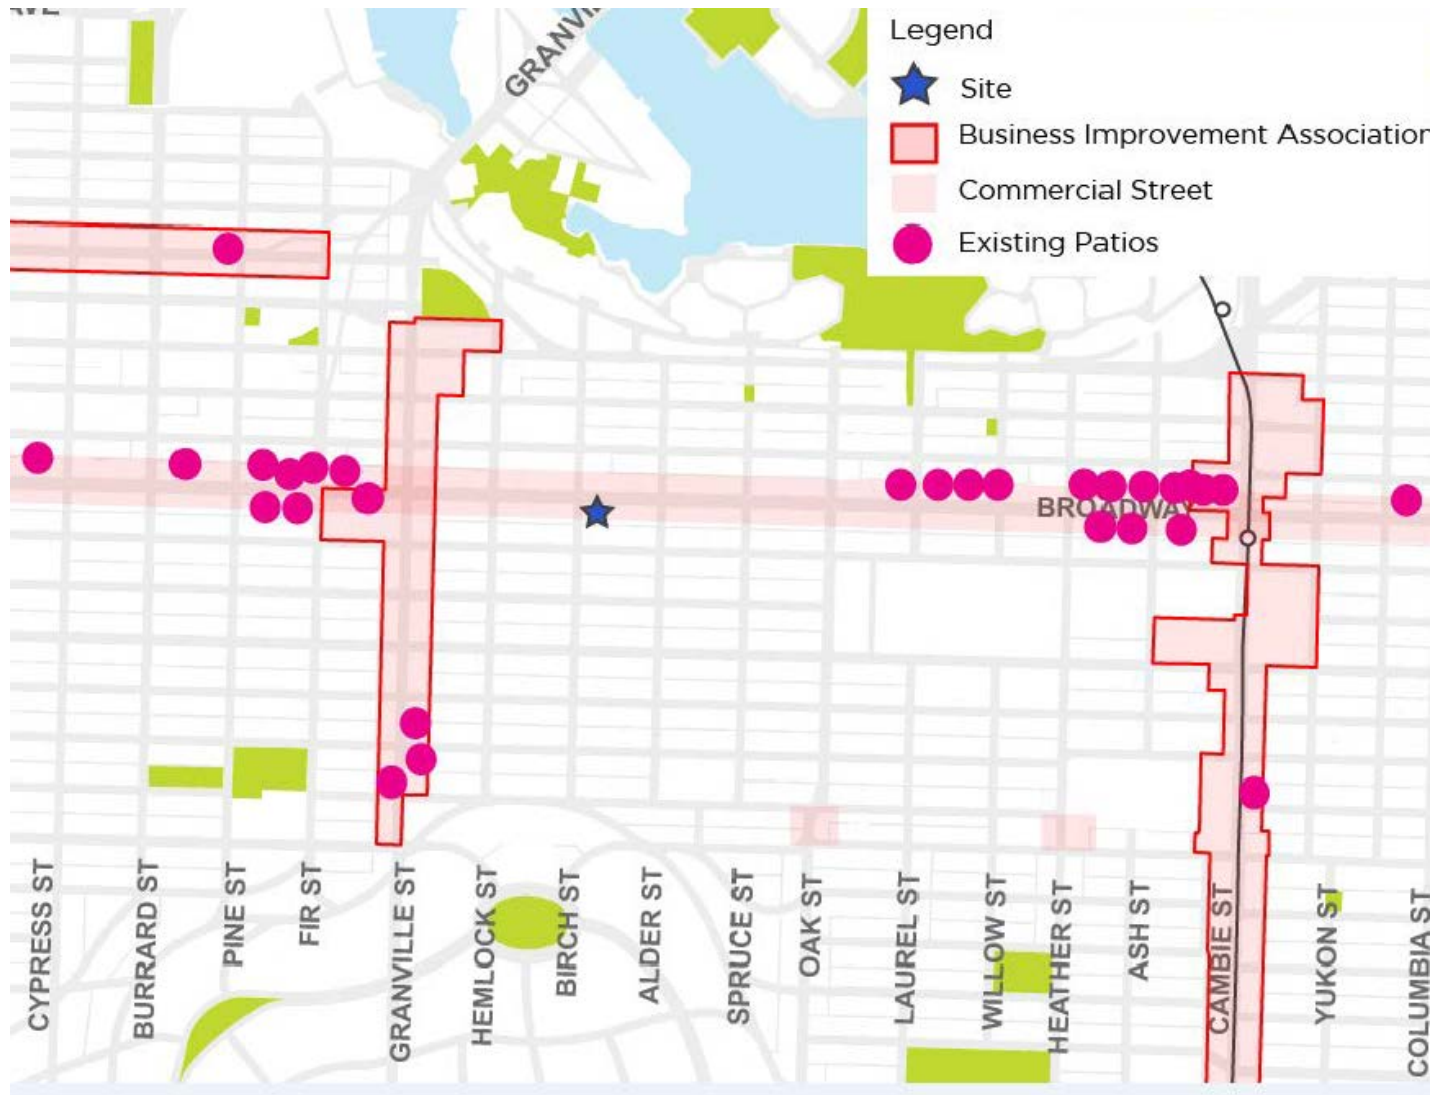 AVE
GRANVI
Legend
Site
Business Improvement Association
Commercial Street
Existing Patios
BROADWAY
CYPRESS ST
BURRARD ST
PINE ST
FIR ST
GRANVILLE ST
HEMLOCK ST
BIRCH ST
ALDER ST
SPRUCE ST
OAK ST
LAUREL ST
WILLOW ST
HEATHER ST
ASH ST
CAMBIE ST
YUKON ST
COLUMBIA ST